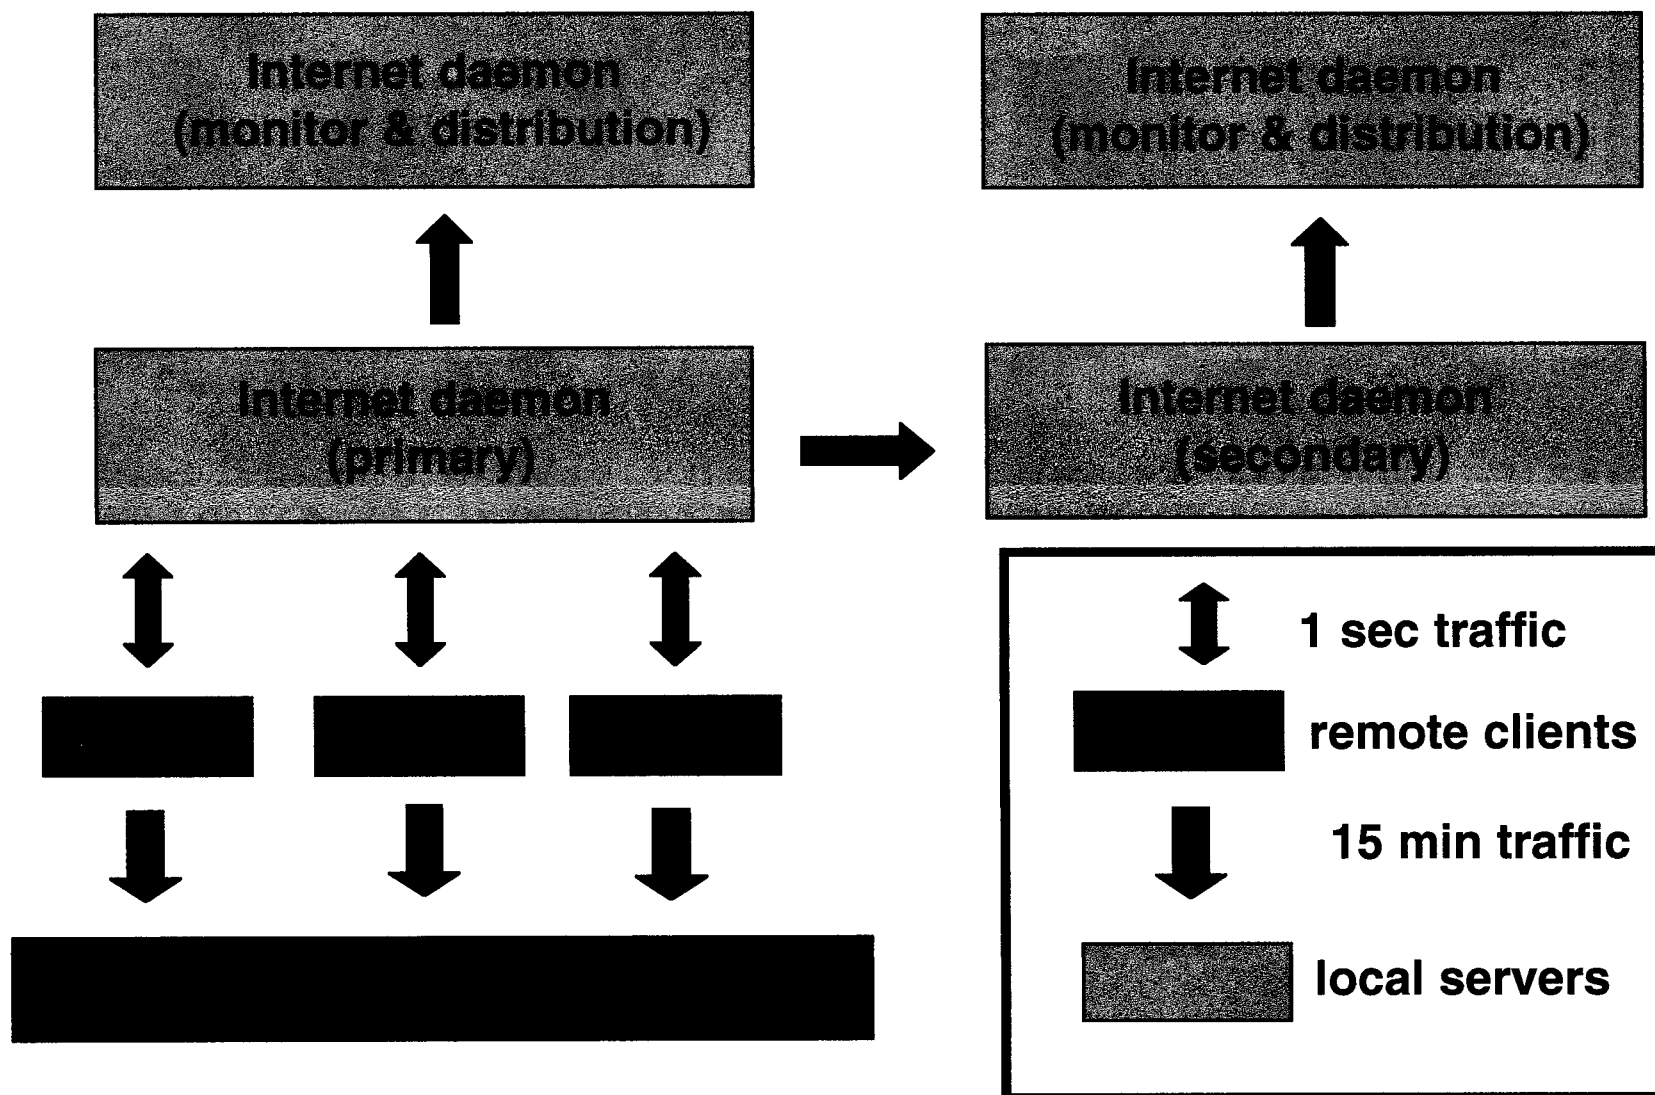 Internet daemon
(monitor & distribution)
Internet daemon
(monitor & distribution)
Internet daemon
(primary)
Internet daemon
(secondary)
1 sec traffic
remote clients
15 min traffic
local servers